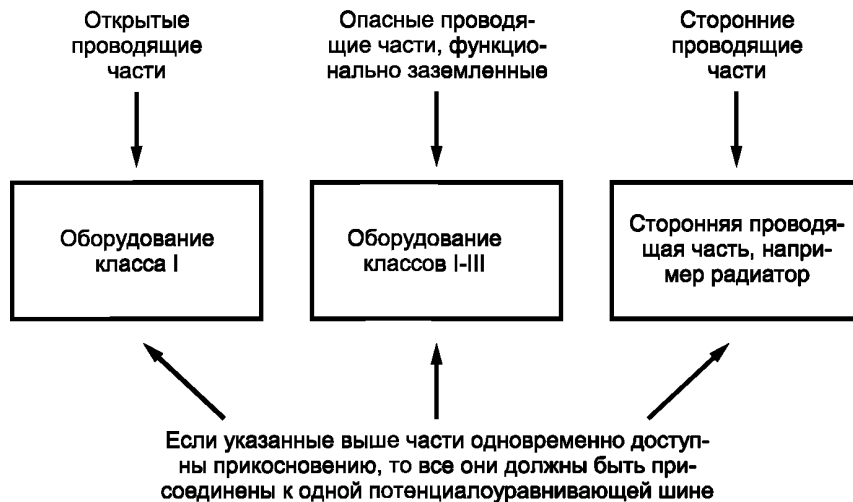 Открытые
проводящие
части
Опасные проводя-
щие части, функцио-
нально заземленные
Сторонние
проводящие
части
Оборудование
класса I
Оборудование
классов I-III
Сторонняя проводя-
щая часть, напри-
мер радиатор
Если указанные выше части одновременно доступ-
ны прикосновению, то все они должны быть при-
соединены к одной потенциалоуравнивающей шине